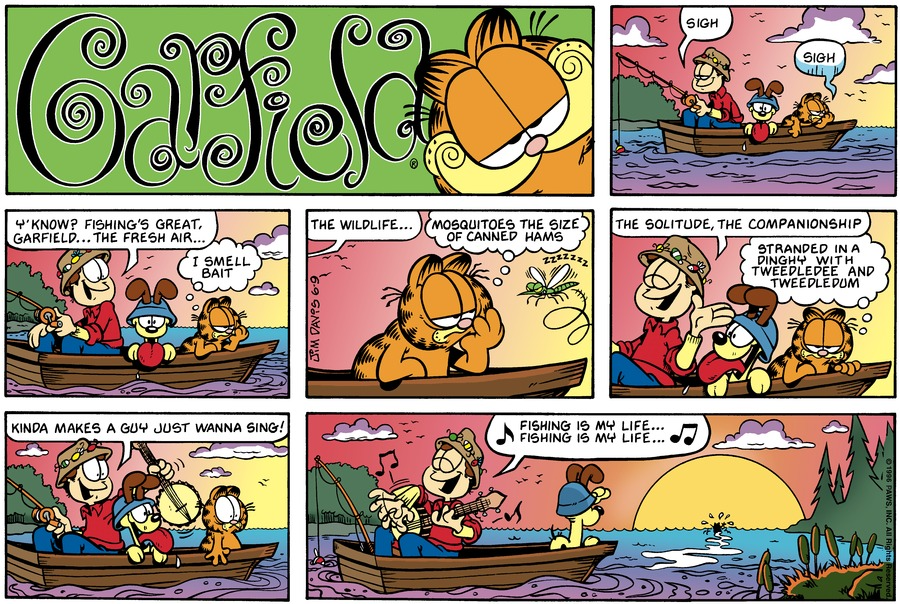 Garfield
®
SIGH
SIGH
Y'KNOW? FISHING'S GREAT,
GARFIELD...THE FRESH AIR...
I SMELL
BAIT
THE WILDLIFE...
MOSQUITOES THE SIZE
OF CANNED HAMS
ZZZZZZZ
JIM DAVIS 6-9
THE SOLITUDE, THE COMPANIONSHIP
STRANDED IN A
DINGHY WITH
TWEEDLEDEE AND
TWEEDLEDUM
KINDA MAKES A GUY JUST WANNA SING!
FISHING IS MY LIFE...
FISHING IS MY LIFE...
© 1996 PAWS, INC. All Rights Reserved